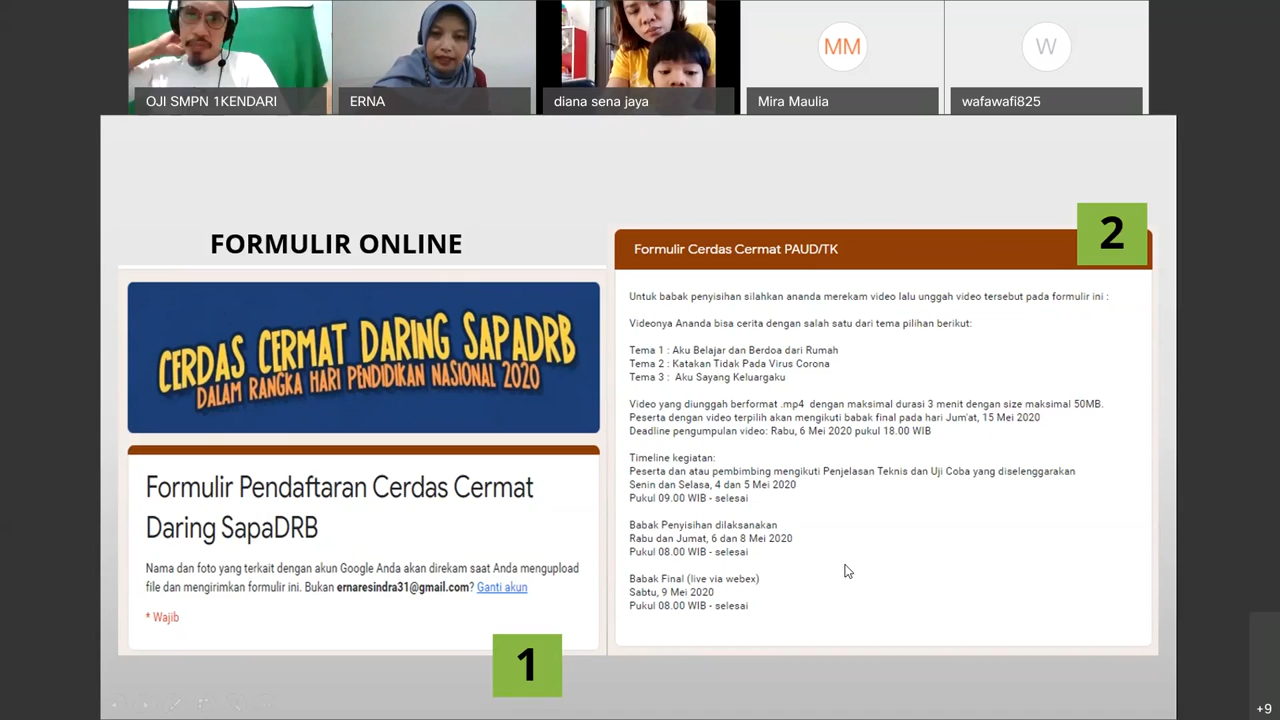 OJI SMPN 1KENDARI
ERNA
diana sena jaya
MM
Mira Maulia
W
wafawafi825
FORMULIR ONLINE
CERDAS CERMAT DARING SAPADRB
DALAM RANGKA HARI PENDIDIKAN NASIONAL 2020
Formulir Pendaftaran Cerdas Cermat
Daring SapaDRB
Nama dan foto yang terkait dengan akun Google Anda akan direkam saat Anda mengupload
file dan mengirimkan formulir ini. Bukan ernaresindra31@gmail.com? Ganti akun
* Wajib
1
2
Formulir Cerdas Cermat PAUD/TK
Untuk babak penyisihan silahkan ananda merekam video lalu unggah video tersebut pada formulir ini :
Videonya Ananda bisa cerita dengan salah satu dari tema pilihan berikut:
Tema 1 : Aku Belajar dan Berdoa dari Rumah
Tema 2 : Katakan Tidak Pada Virus Corona
Tema 3 : Aku Sayang Keluargaku
Video yang diunggah berformat .mp4 dengan maksimal durasi 3 menit dengan size maksimal 50MB.
Peserta dengan video terpilih akan mengikuti babak final pada hari Jum'at, 15 Mei 2020
Deadline pengumpulan video: Rabu, 6 Mei 2020 pukul 18.00 WIB
Timeline kegiatan:
Peserta dan atau pembimbing mengikuti Penjelasan Teknis dan Uji Coba yang diselenggarakan
Senin dan Selasa, 4 dan 5 Mei 2020
Pukul 09.00 WIB - selesai
Babak Penyisihan dilaksanakan
Rabu dan Jumat, 6 dan 8 Mei 2020
Pukul 08.00 WIB - selesai
Babak Final (live via webex)
Sabtu, 9 Mei 2020
Pukul 08.00 WIB - selesai
+9